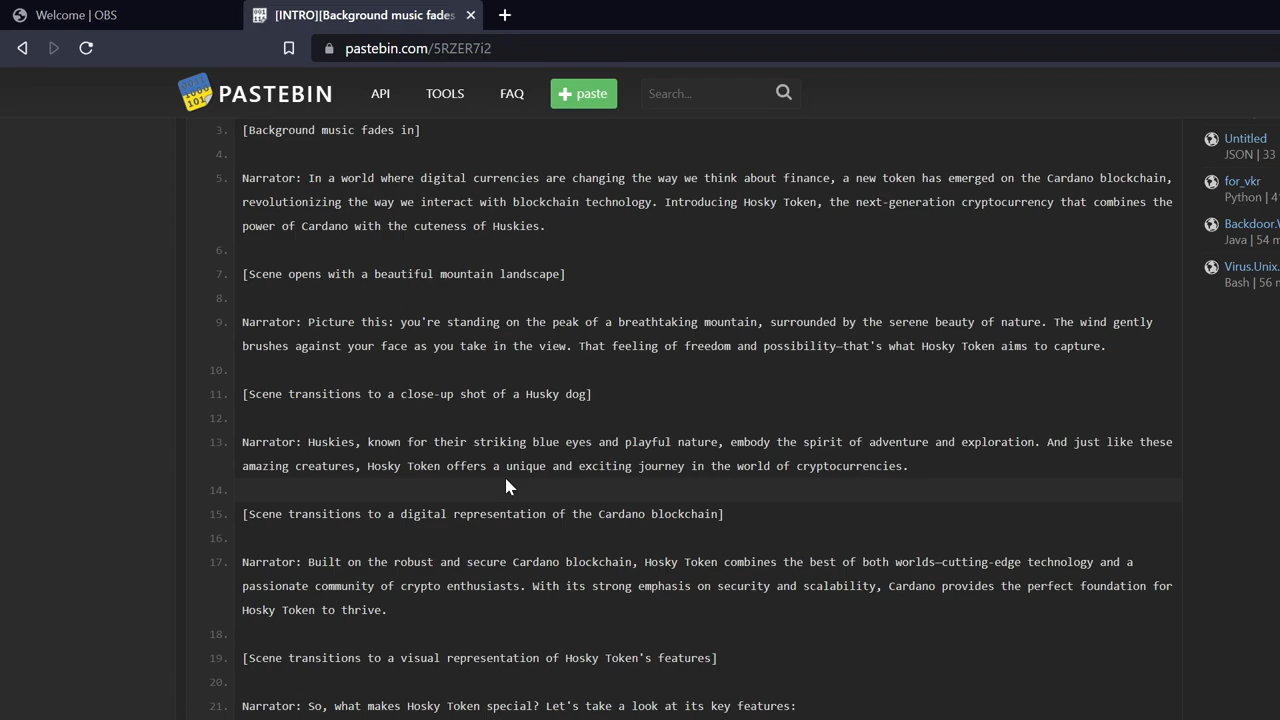 Welcome | OBS
[INTRO][Background music fades
pastebin.com/5RZER7i2
PASTEBIN
API
TOOLS
FAQ
paste
Search...
3. [Background music fades in]
4.
5. Narrator: In a world where digital currencies are changing the way we think about finance, a new token has emerged on the Cardano blockchain,
revolutionizing the way we interact with blockchain technology. Introducing Hosky Token, the next-generation cryptocurrency that combines the
power of Cardano with the cuteness of Huskies.
6.
7. [Scene opens with a beautiful mountain landscape]
8.
9. Narrator: Picture this: you're standing on the peak of a breathtaking mountain, surrounded by the serene beauty of nature. The wind gently
brushes against your face as you take in the view. That feeling of freedom and possibility—that's what Hosky Token aims to capture.
10.
11. [Scene transitions to a close-up shot of a Husky dog]
12.
13. Narrator: Huskies, known for their striking blue eyes and playful nature, embody the spirit of adventure and exploration. And just like these
amazing creatures, Hosky Token offers a unique and exciting journey in the world of cryptocurrencies.
14.
15. [Scene transitions to a digital representation of the Cardano blockchain]
16.
17. Narrator: Built on the robust and secure Cardano blockchain, Hosky Token combines the best of both worlds—cutting-edge technology and a
passionate community of crypto enthusiasts. With its strong emphasis on security and scalability, Cardano provides the perfect foundation for
Hosky Token to thrive.
18.
19. [Scene transitions to a visual representation of Hosky Token's features]
20.
21. Narrator: So, what makes Hosky Token special? Let's take a look at its key features:
Untitled
JSON | 33
for_vkr
Python | 41
Backdoor.
Java | 54 m
Virus.Unix.
Bash | 56 m